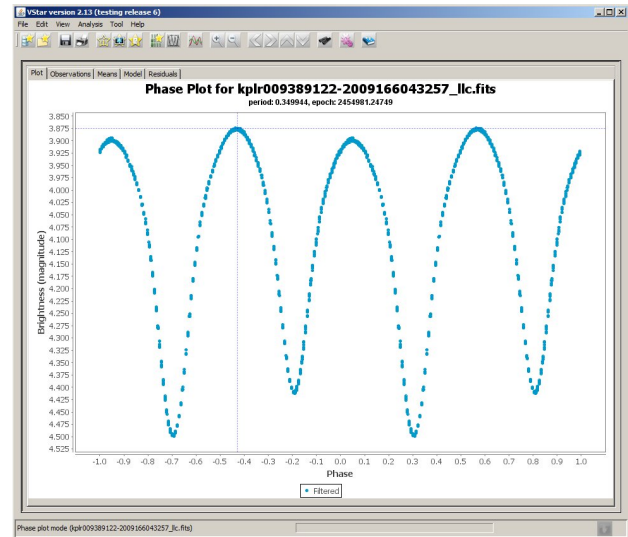 VStar version 2.13 (testing release 6)
File Edit View Analysis Tool Help
Plot Observations Means Model Residuals
Phase Plot for kplr009389122-2009166043257_llc.fits
period: 0.349944, epoch: 2454981.24749
3.850
3.875
3.900
3.925
3.950
3.975
4.000
4.025
4.050
4.075
4.100
4.125
4.150
4.175
4.200
4.225
4.250
4.275
4.300
4.325
4.350
4.375
4.400
4.425
4.450
4.475
4.500
4.525
Brightness (magnitude)
-1.0 -0.9 -0.8 -0.7 -0.6 -0.5 -0.4 -0.3 -0.2 -0.1 0.0 0.1 0.2 0.3 0.4 0.5 0.6 0.7 0.8 0.9 1.0
Phase
Filtered
Phase plot mode (kplr009389122-2009166043257_llc.fits)